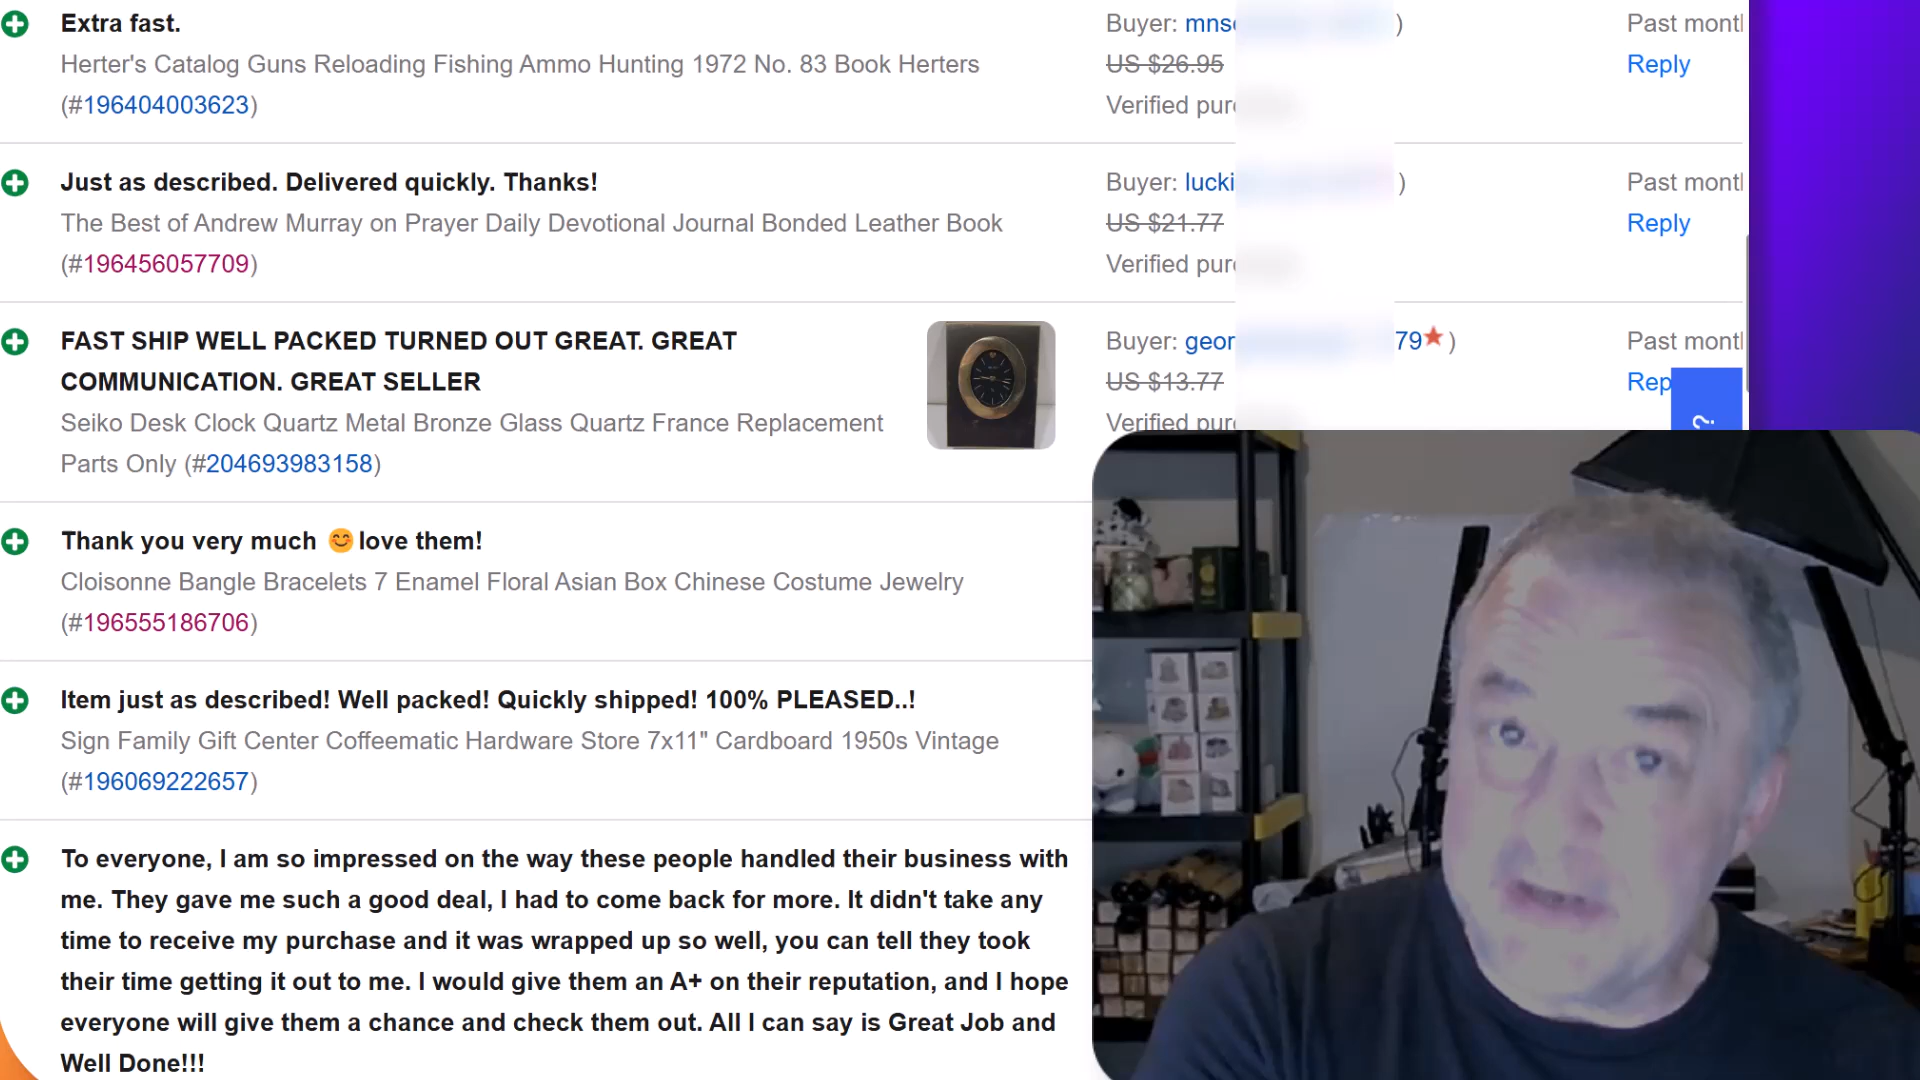 Extra fast.
Buyer: mns )
Past month
Herter's Catalog Guns Reloading Fishing Ammo Hunting 1972 No. 83 Book Herters
US $26.95
Reply
(#196404003623)
Verified pur
Just as described. Delivered quickly. Thanks!
Buyer: lucki )
Past month
The Best of Andrew Murray on Prayer Daily Devotional Journal Bonded Leather Book
US $21.77
Reply
(#196456057709)
Verified pur
FAST SHIP WELL PACKED TURNED OUT GREAT. GREAT
Buyer: geor 79 )
Past month
COMMUNICATION. GREAT SELLER
US $13.77
Rep
Seiko Desk Clock Quartz Metal Bronze Glass Quartz France Replacement
Verified pur
?
Parts Only (#204693983158)
Thank you very much 😊 love them!
Cloisonne Bangle Bracelets 7 Enamel Floral Asian Box Chinese Costume Jewelry
(#196555186706)
Item just as described! Well packed! Quickly shipped! 100% PLEASED..!
Sign Family Gift Center Coffeematic Hardware Store 7x11" Cardboard 1950s Vintage
(#196069222657)
To everyone, I am so impressed on the way these people handled their business with
me. They gave me such a good deal, I had to come back for more. It didn't take any
time to receive my purchase and it was wrapped up so well, you can tell they took
their time getting it out to me. I would give them an A+ on their reputation, and I hope
everyone will give them a chance and check them out. All I can say is Great Job and
Well Done!!!